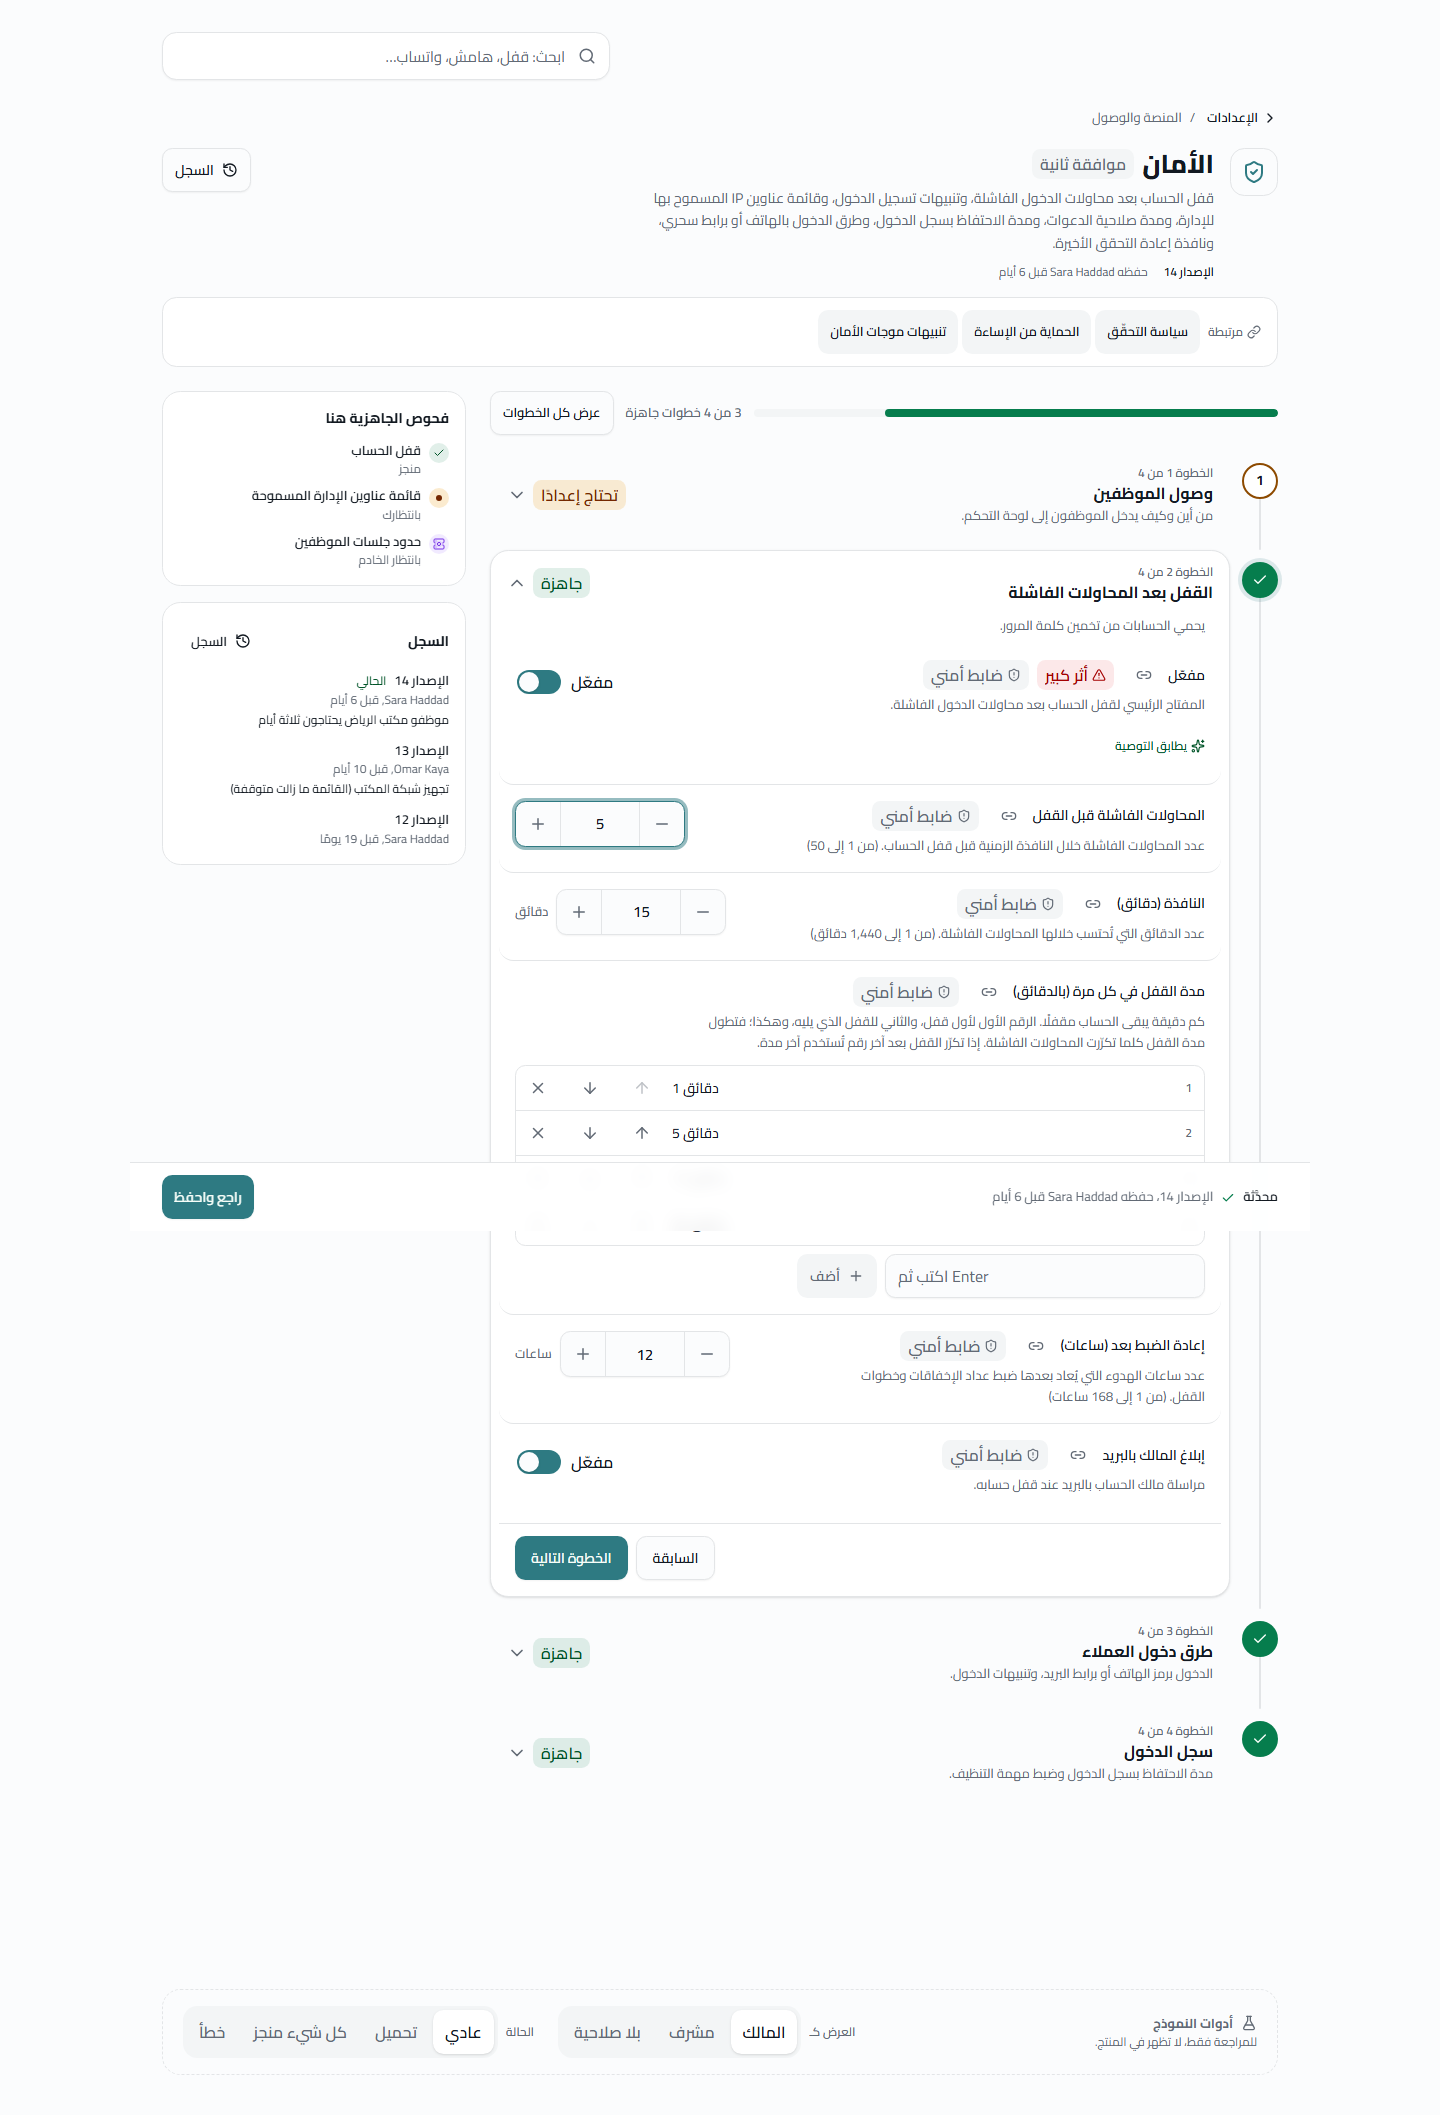 ابحث: قفل، هامش، واتساب...
الإعدادات / المنصة والوصول
الأمان موافقة ثانية
السجل
قفل الحساب بعد محاولات الدخول الفاشلة، وتنبيهات تسجيل الدخول، وقائمة عناوين IP المسموح بها
للإدارة، ومدة صلاحية الدعوات، ومدة الاحتفاظ بسجل الدخول، وطرق الدخول بالهاتف أو برابط سحري،
ونافذة إعادة التحقق الأخيرة.
الإصدار 14 حفظه Sara Haddad قبل 6 أيام
مرتبطة سياسة التحقّق الحماية من الإساءة تنبيهات موجات الأمان
3 من 4 خطوات جاهزة عرض كل الخطوات
1
الخطوة 1 من 4
وصول الموظفين
من أين وكيف يدخل الموظفون إلى لوحة التحكم.
تحتاج إعدادًا
الخطوة 2 من 4
القفل بعد المحاولات الفاشلة
جاهزة
يحمي الحسابات من تخمين كلمة المرور.
مفعّل أثر كبير ضابط أمني
مفعّل
المفتاح الرئيسي لقفل الحساب بعد محاولات الدخول الفاشلة.
يطابق التوصية
المحاولات الفاشلة قبل القفل ضابط أمني
5
عدد المحاولات الفاشلة خلال النافذة الزمنية قبل قفل الحساب. (من 1 إلى 50)
النافذة (دقائق) ضابط أمني
15 دقائق
عدد الدقائق التي تُحتسب خلالها المحاولات الفاشلة. (من 1 إلى 1,440 دقائق)
مدة القفل في كل مرة (بالدقائق) ضابط أمني
كم دقيقة يبقى الحساب مقفلًا. الرقم الأول لأول قفل، والثاني للقفل الذي يليه، وهكذا؛ فتطول
مدة القفل كلما تكرّرت المحاولات الفاشلة. إذا تكرّر القفل بعد آخر رقم تُستخدم آخر مدة.
1 دقائق 1
2 دقائق 5
محدّثة الإصدار 14، حفظه Sara Haddad قبل 6 أيام
راجع واحفظ
اكتب ثم Enter
أضف
إعادة الضبط بعد (ساعات) ضابط أمني
12 ساعات
عدد ساعات الهدوء التي يُعاد بعدها ضبط عداد الإخفاقات وخطوات
القفل. (من 1 إلى 168 ساعات)
إبلاغ المالك بالبريد ضابط أمني
مفعّل
مراسلة مالك الحساب بالبريد عند قفل حسابه.
السابقة الخطوة التالية
الخطوة 3 من 4
طرق دخول العملاء
الدخول برمز الهاتف أو برابط البريد، وتنبيهات الدخول.
جاهزة
الخطوة 4 من 4
سجل الدخول
مدة الاحتفاظ بسجل الدخول وضبط مهمة التنظيف.
جاهزة
فحوص الجاهزية هنا
قفل الحساب
منجز
قائمة عناوين الإدارة المسموحة
بانتظارك
حدود جلسات الموظفين
بانتظار الخادم
السجل السجل
الإصدار 14 الحالي
Sara Haddad, قبل 6 أيام
موظفو مكتب الرياض يحتاجون ثلاثة أيام
الإصدار 13
Omar Kaya, قبل 10 أيام
تجهيز شبكة المكتب (القائمة ما زالت متوقفة)
الإصدار 12
Sara Haddad, قبل 19 يومًا
أدوات النموذج
للمراجعة فقط، لا تظهر في المنتج.
العرض كـ المالك مشرف بلا صلاحية
الحالة عادي تحميل كل شيء منجز خطأ